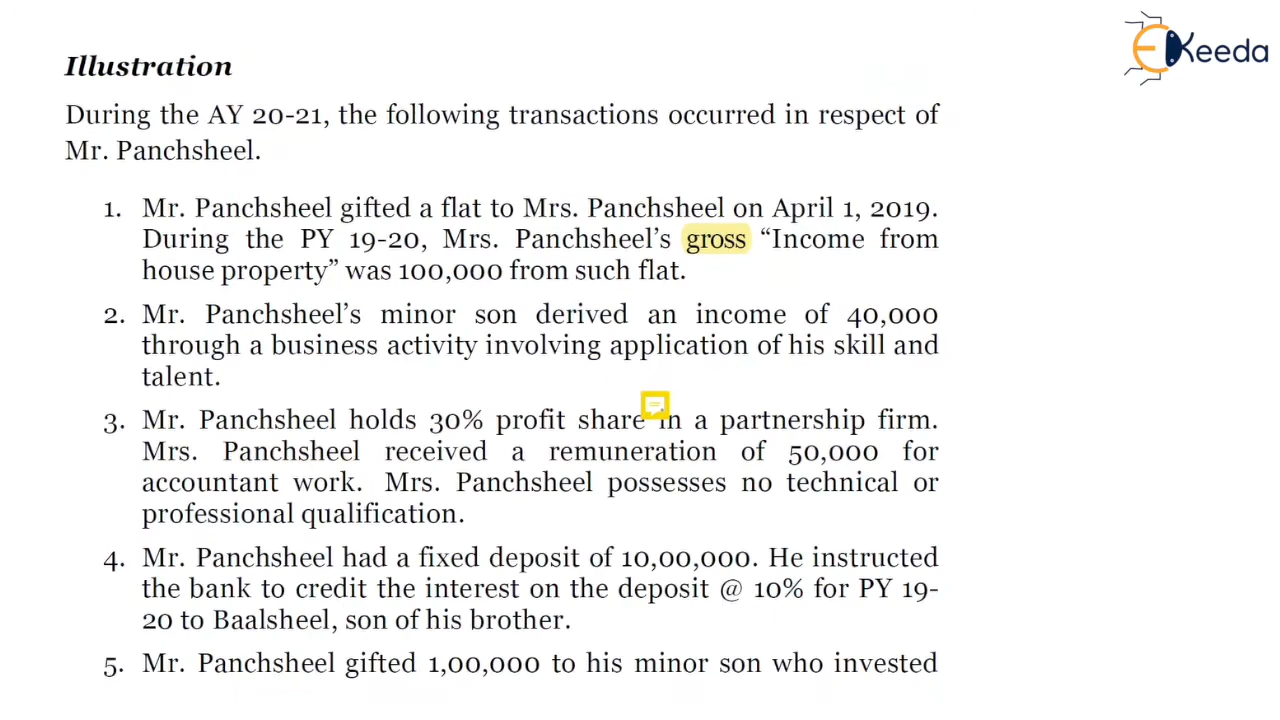 EKeeda
Illustration
During the AY 20-21, the following transactions occurred in respect of
Mr. Panchsheel.
1. Mr. Panchsheel gifted a flat to Mrs. Panchsheel on April 1, 2019.
During the PY 19-20, Mrs. Panchsheel’s gross “Income from
house property” was 100,000 from such flat.
2. Mr. Panchsheel’s minor son derived an income of 40,000
through a business activity involving application of his skill and
talent.
3. Mr. Panchsheel holds 30% profit share in a partnership firm.
Mrs. Panchsheel received a remuneration of 50,000 for
accountant work. Mrs. Panchsheel possesses no technical or
professional qualification.
4. Mr. Panchsheel had a fixed deposit of 10,00,000. He instructed
the bank to credit the interest on the deposit @ 10% for PY 19-
20 to Baalsheel, son of his brother.
5. Mr. Panchsheel gifted 1,00,000 to his minor son who invested